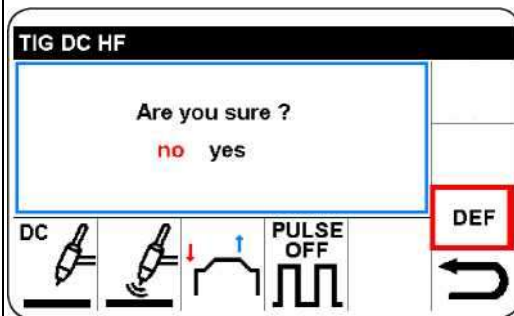 TIG DC HF
Are you sure ?
no yes
DEF
DC
PULSE
OFF